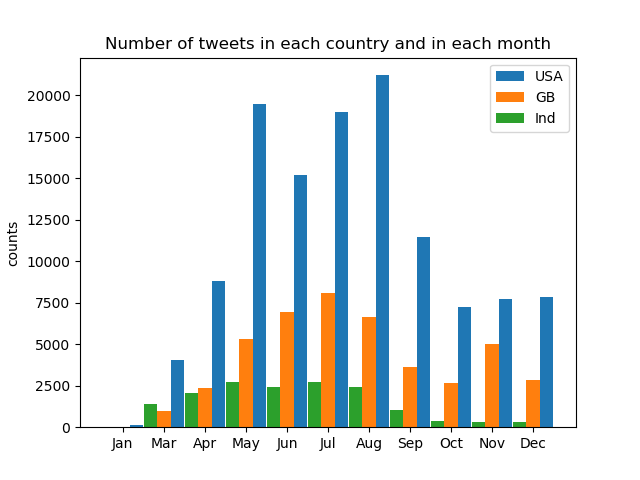 Number of tweets in each country and in each month
USA
GB
Ind
counts
20000
17500
15000
12500
10000
7500
5000
2500
0
Jan Mar Apr May Jun Jul Aug Sep Oct Nov Dec